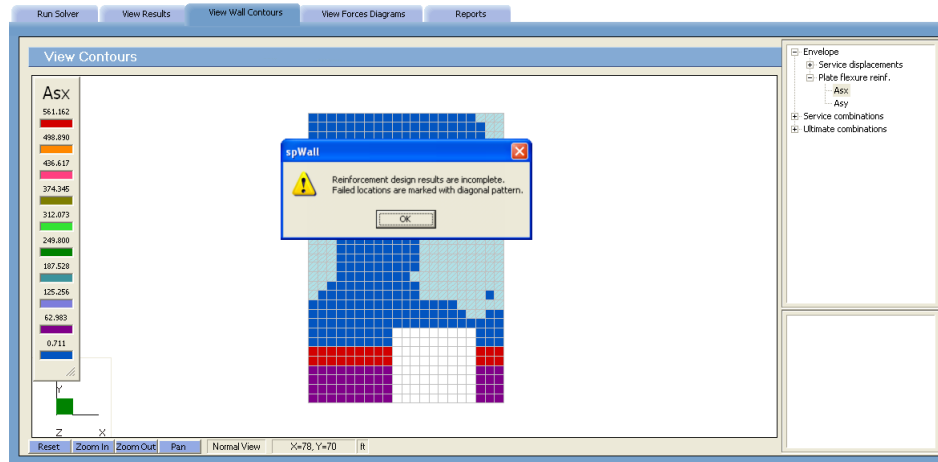 Run Solver
View Results
View Wall Contours
View Forces Diagrams
Reports
View Contours
Asx
561.162
498.890
436.617
374.345
312.073
249.800
187.528
125.256
62.983
0.711
spWall
Reinforcement design results are incomplete.
Failed locations are marked with diagonal pattern.
OK
Envelope
Service displacements
Plate flexure reinf.
Asx
Asy
Service combinations
Ultimate combinations
Y
Z
X
Reset
Zoom In
Zoom Out
Pan
Normal View
X=78, Y=70
ft